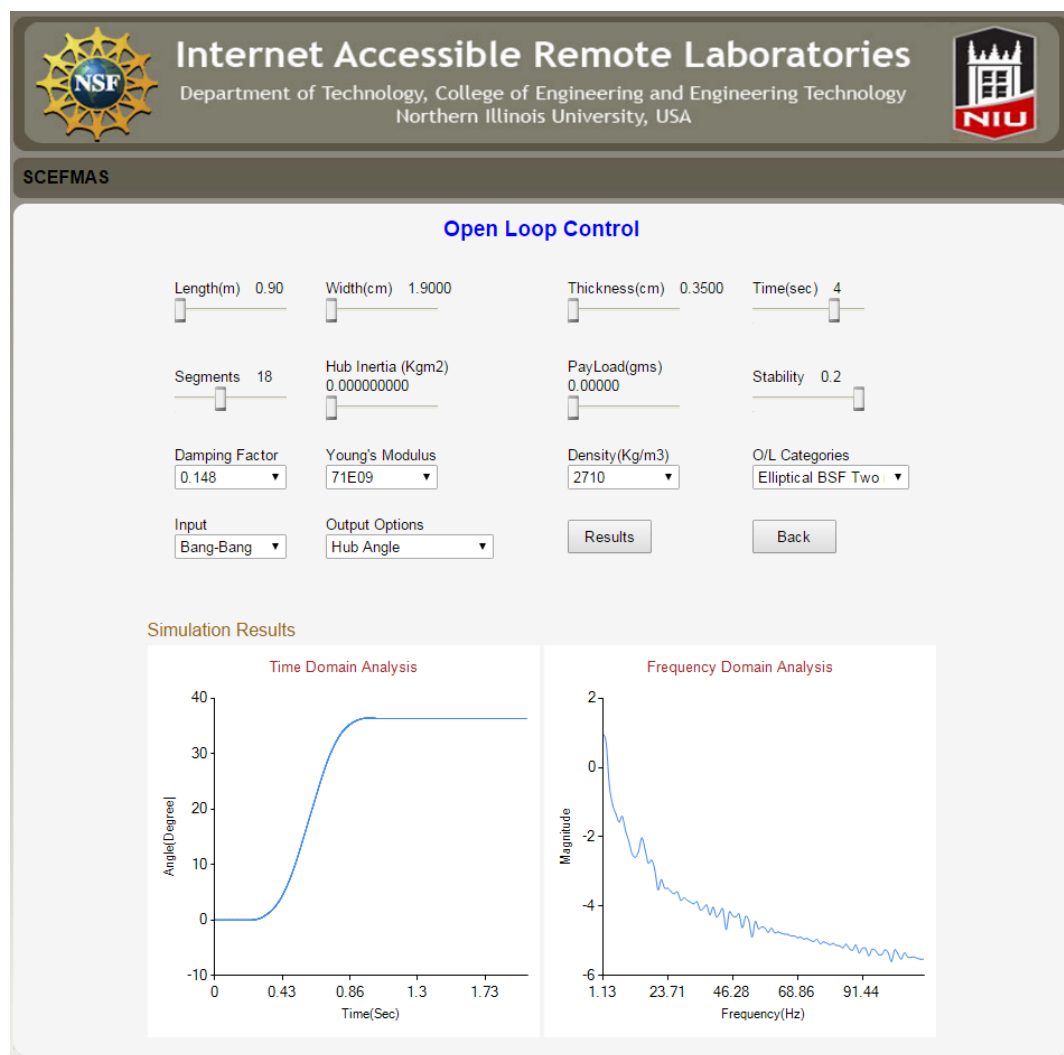 NSF
Internet Accessible Remote Laboratories
Department of Technology, College of Engineering and Engineering Technology
Northern Illinois University, USA
NIU
SCEFMAS
Open Loop Control
Length(m) 0.90
Width(cm) 1.9000
Thickness(cm) 0.3500
Time(sec) 4
Segments 18
Hub Inertia (Kgm2)
0.000000000
PayLoad(gms)
0.00000
Stability 0.2
Damping Factor
0.148
Young's Modulus
71E09
Density(Kg/m3)
2710
O/L Categories
Elliptical BSF Two
Input
Bang-Bang
Output Options
Hub Angle
Results
Back
Simulation Results
Time Domain Analysis
40
30
20
10
0
-10
Angle[Degree]
0 0.43 0.86 1.3 1.73
Time(Sec)
Frequency Domain Analysis
2
0
-2
-4
-6
Magnitude
1.13 23.71 46.28 68.86 91.44
Frequency(Hz)